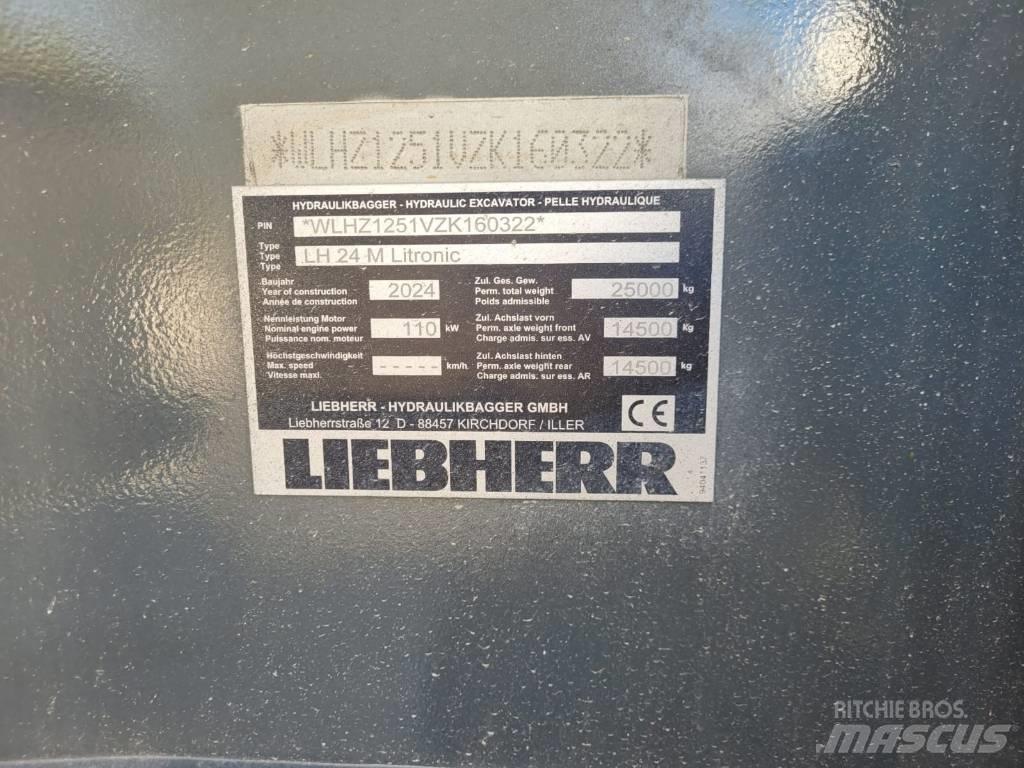 *WLHZ1251VZK160322*
HYDRAULIKBAGGER - HYDRAULIC EXCAVATOR - PELLE HYDRAULIQUE
PIN *WLHZ1251VZK160322*
Type
Type LH 24 M Litronic
Type
Baujahr
Year of construction 2024
Année de construction
Zul. Ges. Gew.
Perm. total weight 25000 kg
Poids admissible
Nennleistung Motor
Nominal engine power 110 kW
Puissance nom. moteur
Zul. Achslast vorn
Perm. axle weight front 14500 Kg
Charge admis. sur ess. AV
Höchstgeschwindigkeit
Max. speed - - - - - km/h.
Vitesse maxi.
Zul. Achslast hinten
Perm. axle weight rear 14500 kg
Charge admis. sur ess. AR
LIEBHERR - HYDRAULIKBAGGER GMBH
Liebherrstraße 12 D - 88457 KIRCHDORF / ILLER
CE
LIEBHERR
RITCHIE BROS.
MASCUS